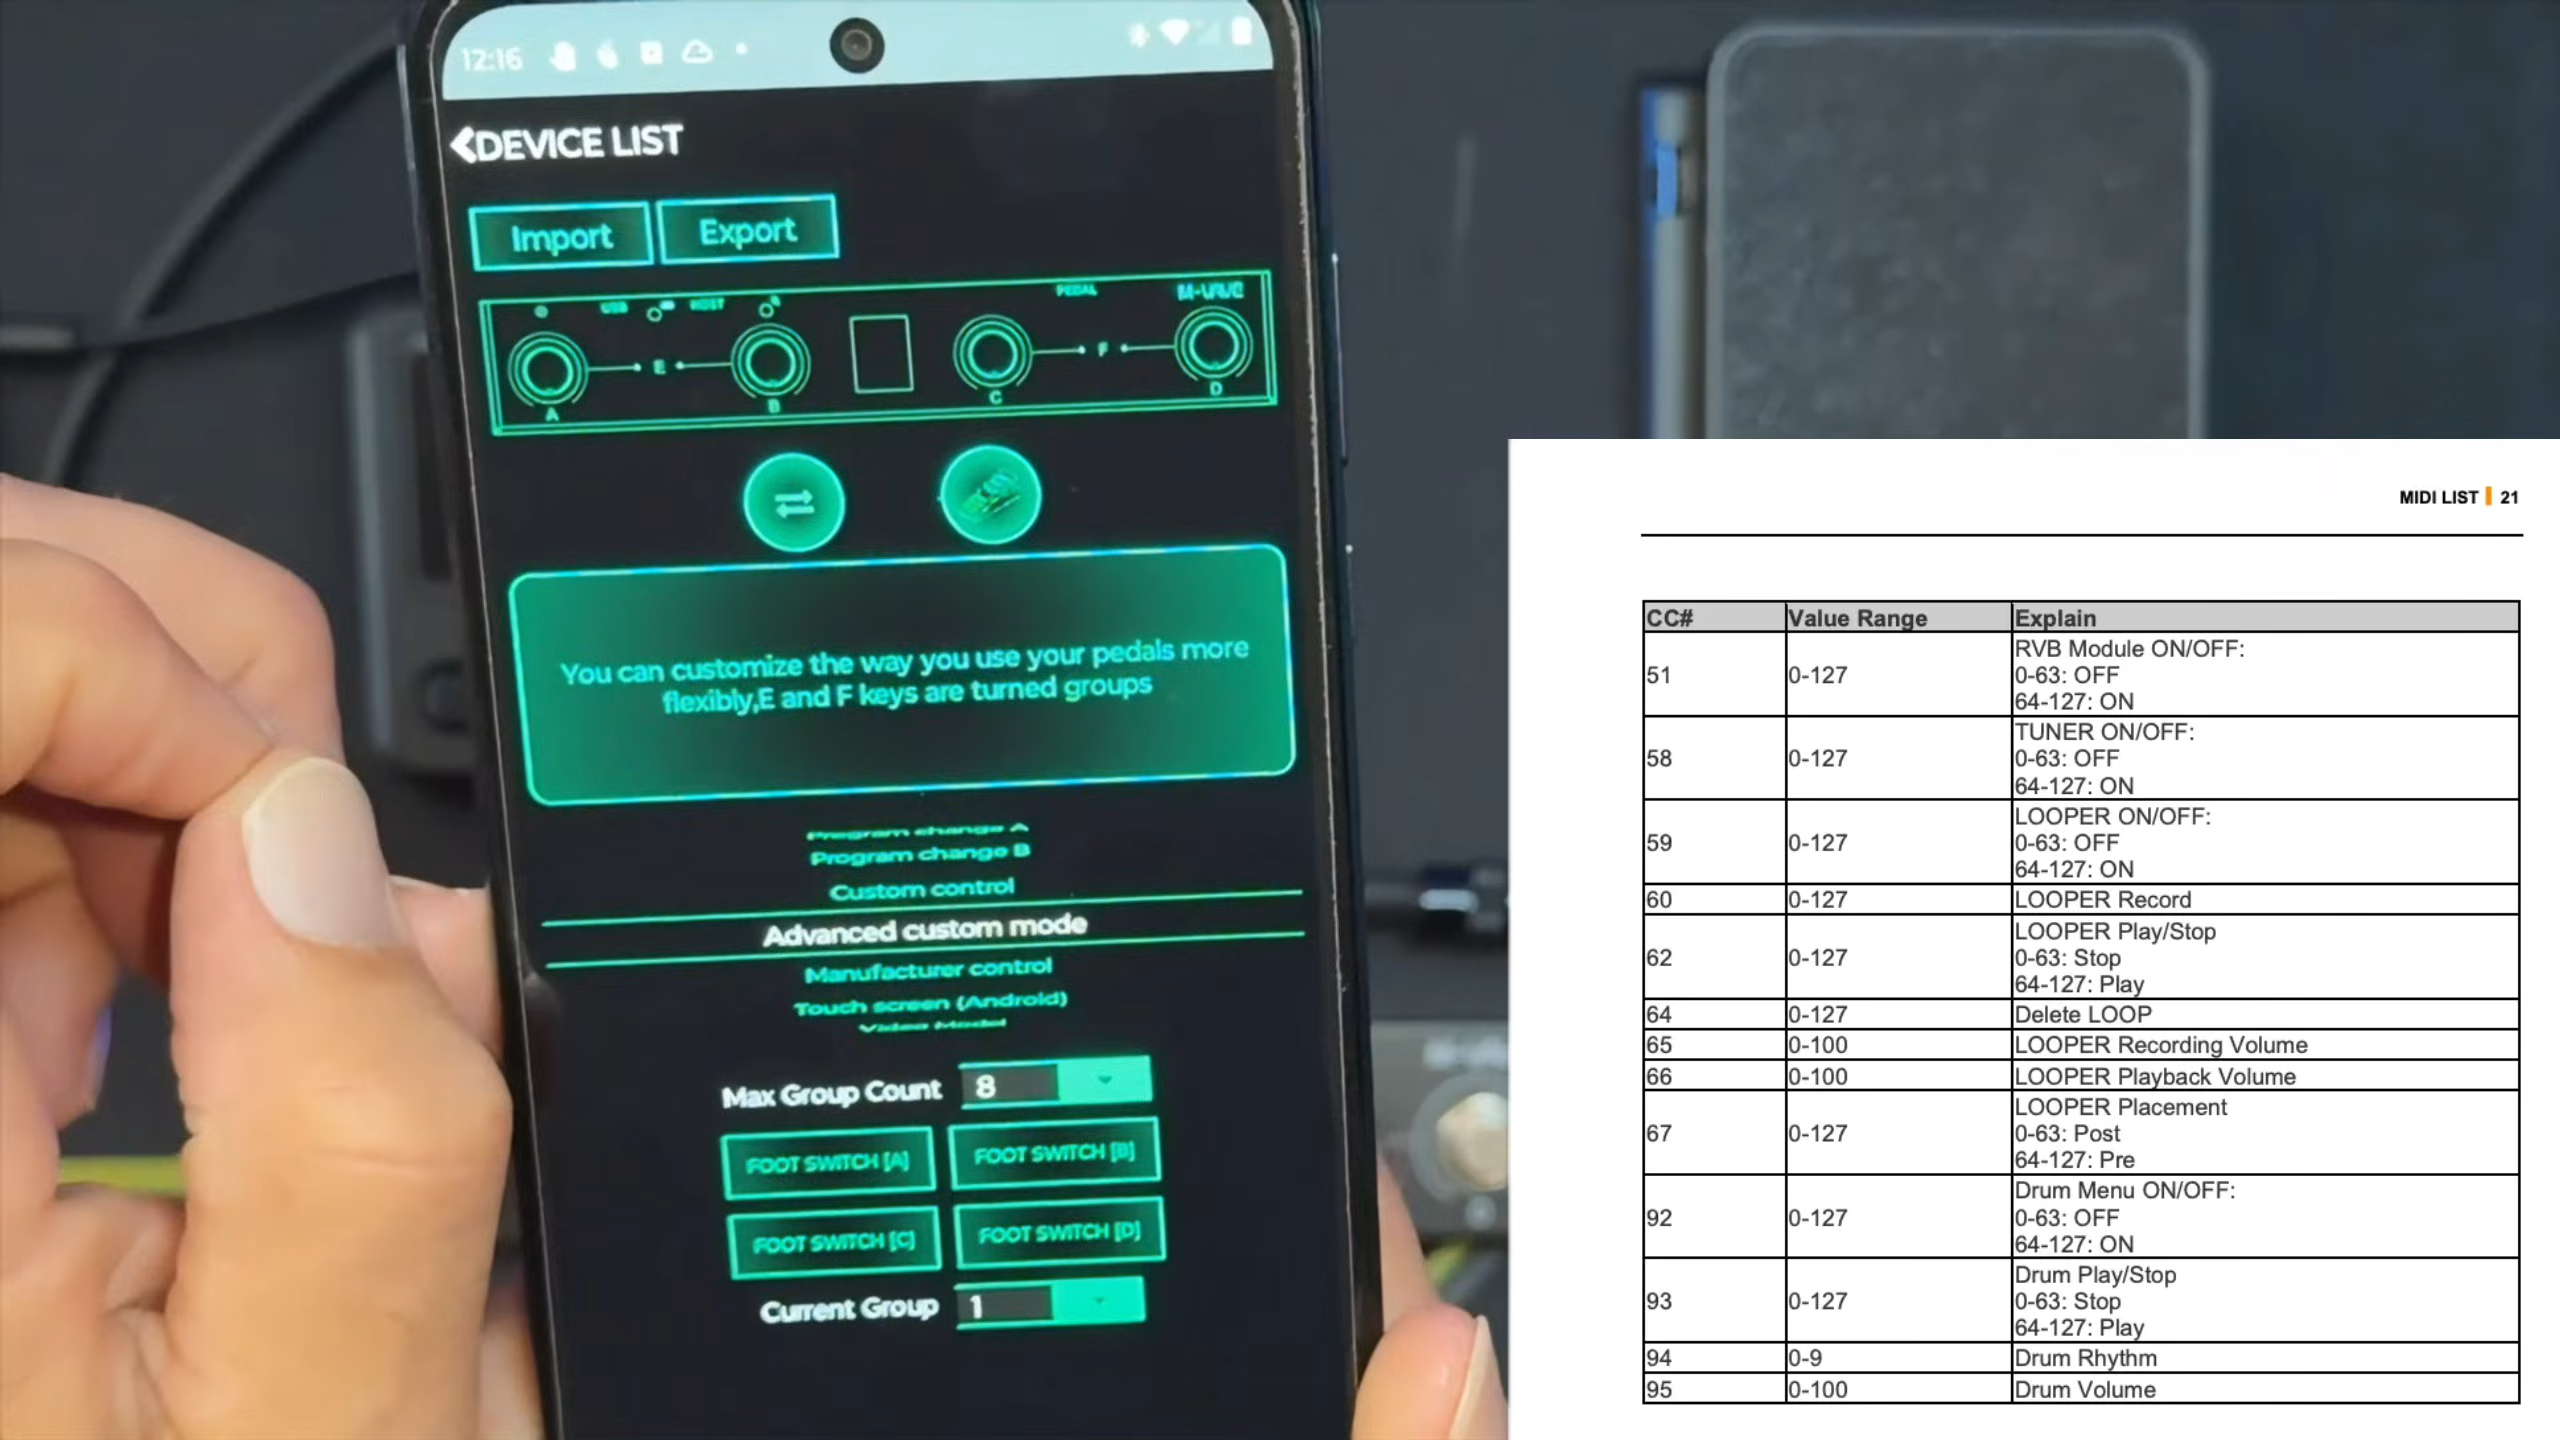 12:16
<DEVICE LIST
Import
Export
USB
HOST
PEDAL
M-VAVE
E
F
A
B
C
D
You can customize the way you use your pedals more
flexibly,E and F keys are turned groups
Program change A
Program change B
Custom control
Advanced custom mode
Manufacturer control
Touch screen (Android)
Video Model
Max Group Count 8
FOOT SWITCH [A]
FOOT SWITCH [B]
FOOT SWITCH [C]
FOOT SWITCH [D]
Current Group 1
MIDI LIST | 21
CC# Value Range Explain
51 0-127 RVB Module ON/OFF:
0-63: OFF
64-127: ON
58 0-127 TUNER ON/OFF:
0-63: OFF
64-127: ON
59 0-127 LOOPER ON/OFF:
0-63: OFF
64-127: ON
60 0-127 LOOPER Record
62 0-127 LOOPER Play/Stop
0-63: Stop
64-127: Play
64 0-127 Delete LOOP
65 0-100 LOOPER Recording Volume
66 0-100 LOOPER Playback Volume
67 0-127 LOOPER Placement
0-63: Post
64-127: Pre
92 0-127 Drum Menu ON/OFF:
0-63: OFF
64-127: ON
93 0-127 Drum Play/Stop
0-63: Stop
64-127: Play
94 0-9 Drum Rhythm
95 0-100 Drum Volume